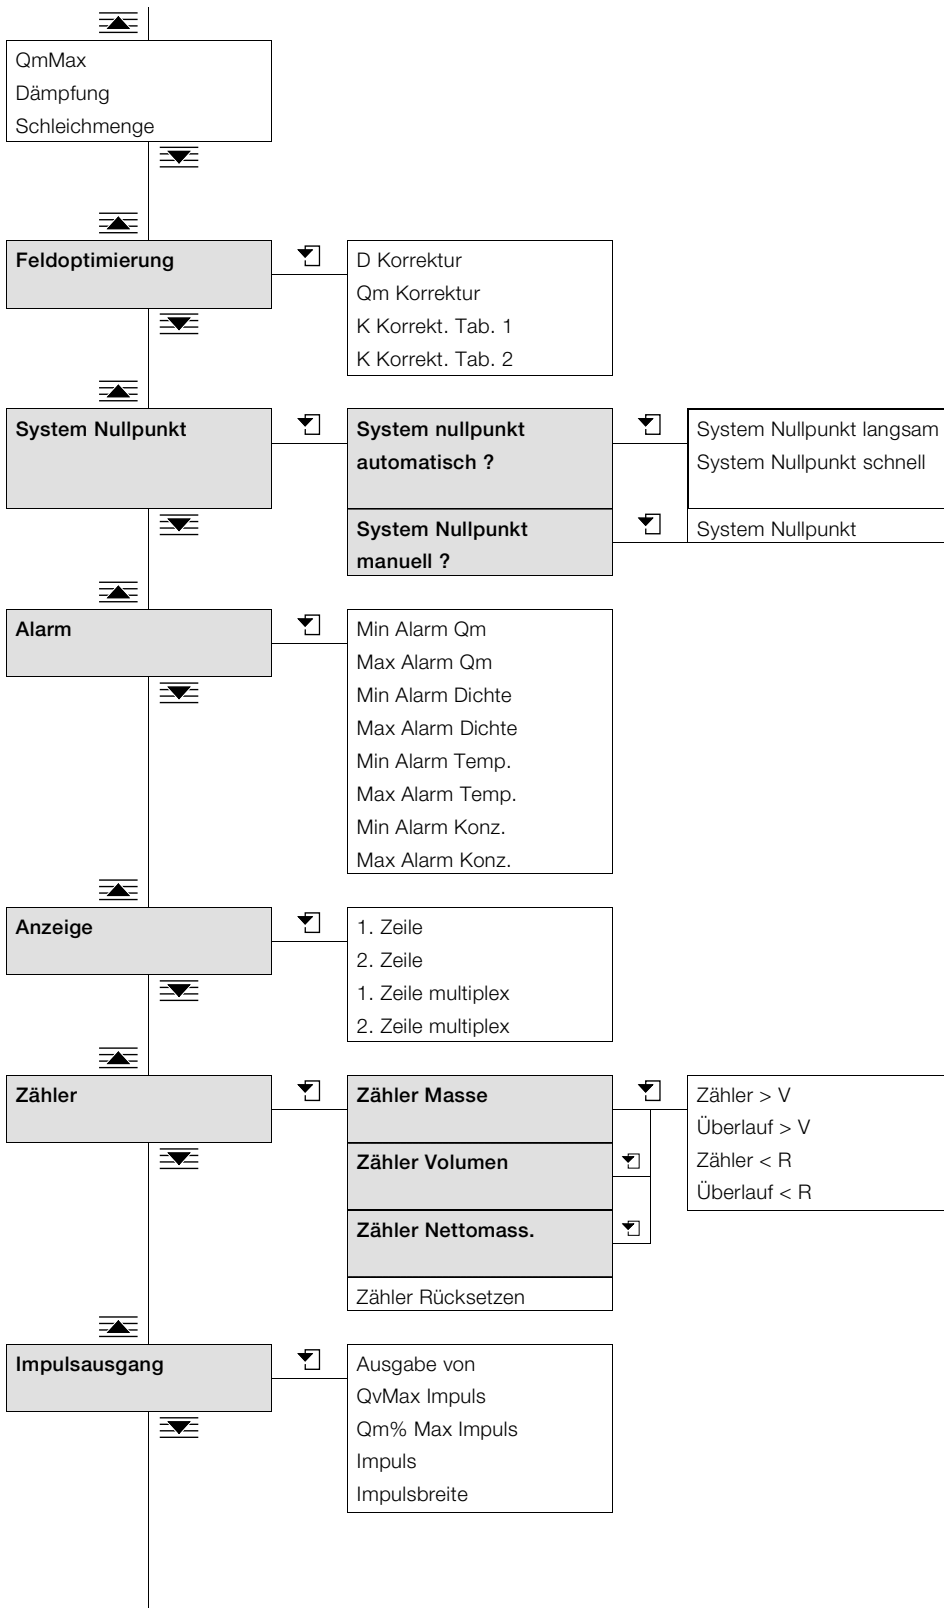 QmMax
Dämpfung
Schleichmenge
Feldoptimierung
D Korrektur
Qm Korrektur
K Korrekt. Tab. 1
K Korrekt. Tab. 2
System Nullpunkt
System nullpunkt
automatisch ?
System Nullpunkt langsam
System Nullpunkt schnell
System Nullpunkt
manuell ?
System Nullpunkt
Alarm
Min Alarm Qm
Max Alarm Qm
Min Alarm Dichte
Max Alarm Dichte
Min Alarm Temp.
Max Alarm Temp.
Min Alarm Konz.
Max Alarm Konz.
Anzeige
1. Zeile
2. Zeile
1. Zeile multiplex
2. Zeile multiplex
Zähler
Zähler Masse
Zähler Volumen
Zähler Nettomass.
Zähler Rücksetzen
Zähler > V
Überlauf > V
Zähler < R
Überlauf < R
Impulsausgang
Ausgabe von
QvMax Impuls
Qm% Max Impuls
Impuls
Impulsbreite